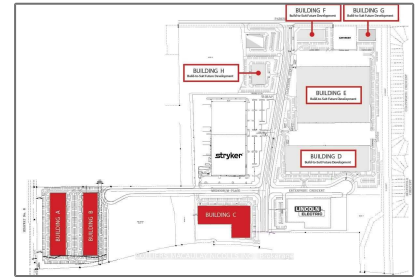 BUILDING F
Build-to-Suit Future Development
BUILDING G
Build-to-Suit Future Development
BUILDING H
Build-to-Suit Future Development
BUILDING E
Build-to-Suit Future Development
stryker
BUILDING D
Build-to-Suit Future Development
BUILDING A
BUILDING B
BUILDING C
LINCOLN
ELECTRIC